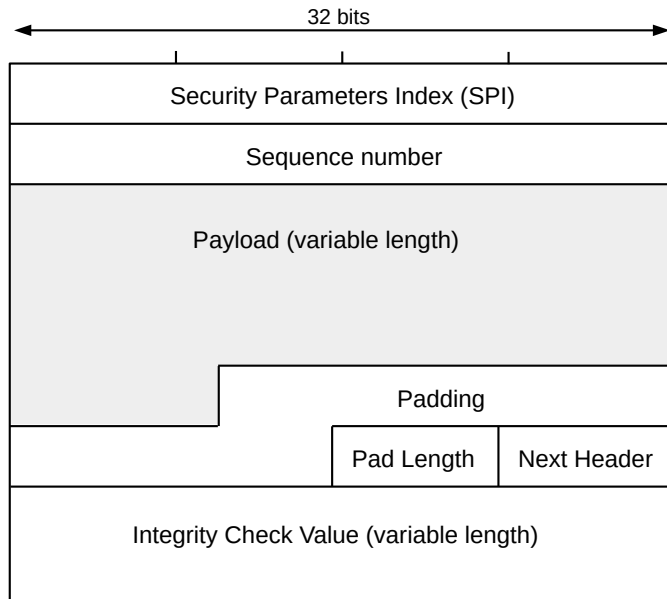 32 bits
Security Parameters Index (SPI)
Sequence number
Payload (variable length)
Padding
Pad Length
Next Header
Integrity Check Value (variable length)